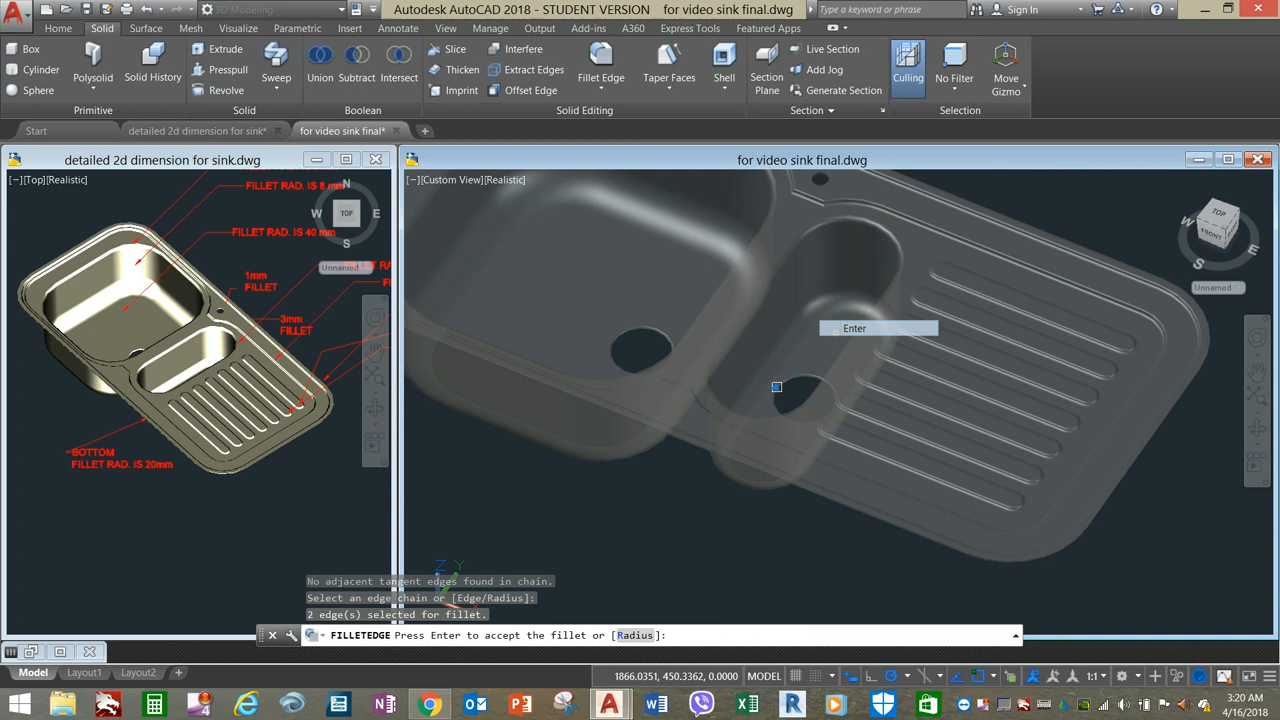 3D Modeling
Autodesk AutoCAD 2018 - STUDENT VERSION for video sink final.dwg
Type a keyword or phrase
Sign In
Home Solid Surface Mesh Visualize Parametric Insert Annotate View Manage Output Add-ins A360 Express Tools Featured Apps
Box
Cylinder
Sphere
Polysolid
Solid History
Extrude
Presspull
Revolve
Sweep
Union
Subtract
Intersect
Slice
Thicken
Imprint
Interfere
Extract Edges
Offset Edge
Fillet Edge
Taper Faces
Shell
Section
Plane
Live Section
Add Jog
Generate Section
Culling
No Filter
Move
Gizmo
Primitive
Solid
Boolean
Solid Editing
Section
Selection
Start
detailed 2d dimension for sink*
for video sink final*
detailed 2d dimension for sink.dwg
[−][Top][Realistic]
FILLET RAD. IS 8 mm
FILLET RAD. IS 40 mm
1mm
FILLET
3mm
FILLET
BOTTOM
FILLET RAD. IS 20mm
N
W
TOP
E
S
Unnamed
for video sink final.dwg
[−][Custom View][Realistic]
TOP
FRONT
W
E
S
Unnamed
Enter
Z
Y
No adjacent tangent edges found in chain.
Select an edge chain or [Edge/Radius]:
2 edge(s) selected for fillet.
FILLETEDGE Press Enter to accept the fillet or [Radius]:
Model Layout1 Layout2
1866.0351, 450.3362, 0.0000 MODEL
1:1
3:20 AM
4/16/2018